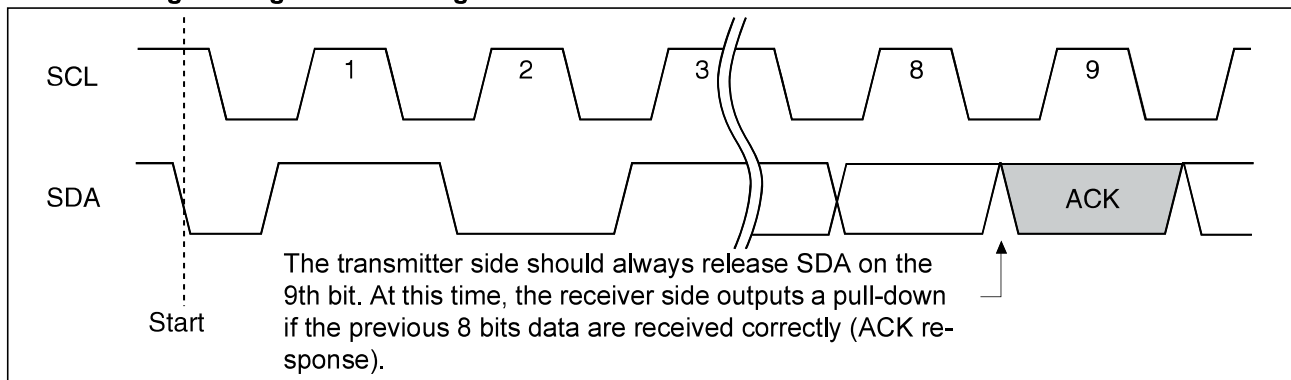 SCL
1
2
3
8
9
SDA
ACK
The transmitter side should always release SDA on the
9th bit. At this time, the receiver side outputs a pull-down
if the previous 8 bits data are received correctly (ACK re-
sponse).
Start